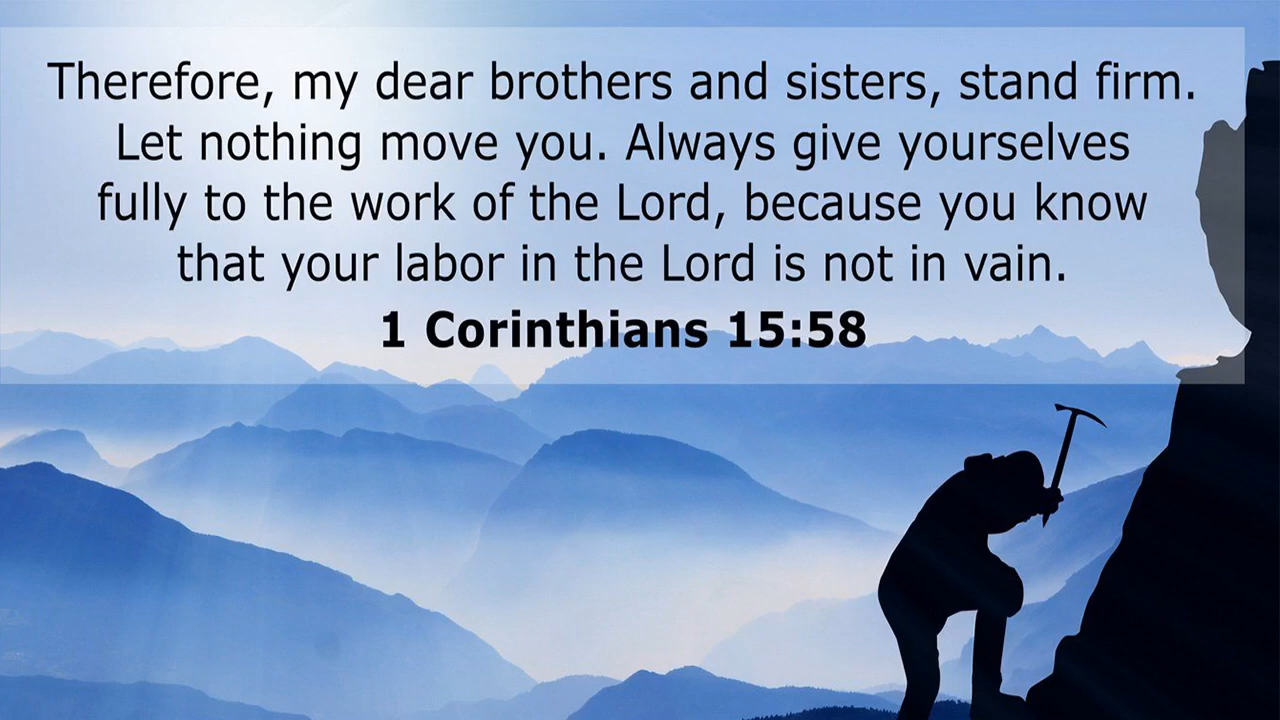 Therefore, my dear brothers and sisters, stand firm.
Let nothing move you. Always give yourselves
fully to the work of the Lord, because you know
that your labor in the Lord is not in vain.
1 Corinthians 15:58